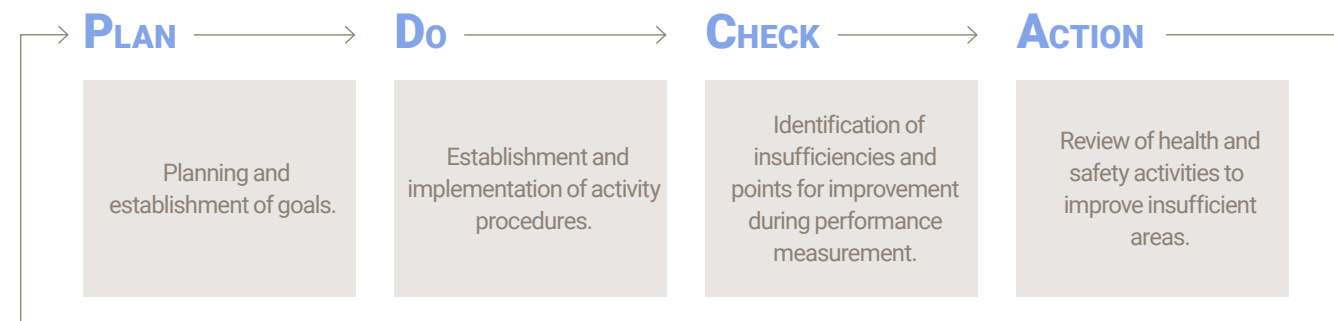 PLAN
Planning and
establishment of goals.
DO
Establishment and
implementation of activity
procedures.
CHECK
Identification of
insufficiencies and
points for improvement
during performance
measurement.
ACTION
Review of health and
safety activities to
improve insufficient
areas.